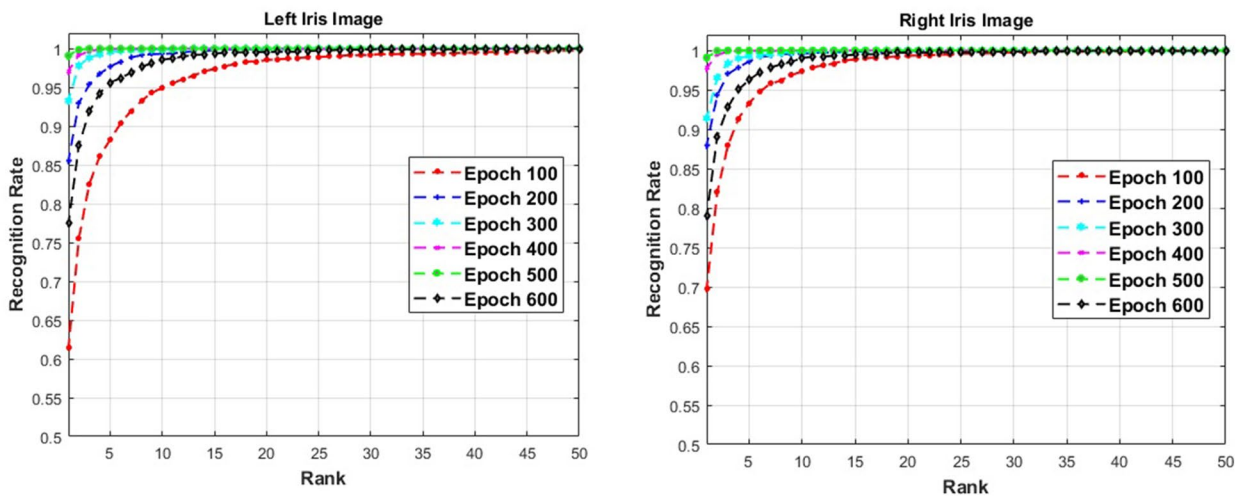 Left Iris Image
Recognition Rate
1
0.95
0.9
0.85
0.8
0.75
0.7
0.65
0.6
0.55
0.5
Epoch 100
Epoch 200
Epoch 300
Epoch 400
Epoch 500
Epoch 600
5 10 15 20 25 30 35 40 45 50
Rank
Right Iris Image
Recognition Rate
1
0.95
0.9
0.85
0.8
0.75
0.7
0.65
0.6
0.55
0.5
Epoch 100
Epoch 200
Epoch 300
Epoch 400
Epoch 500
Epoch 600
5 10 15 20 25 30 35 40 45 50
Rank